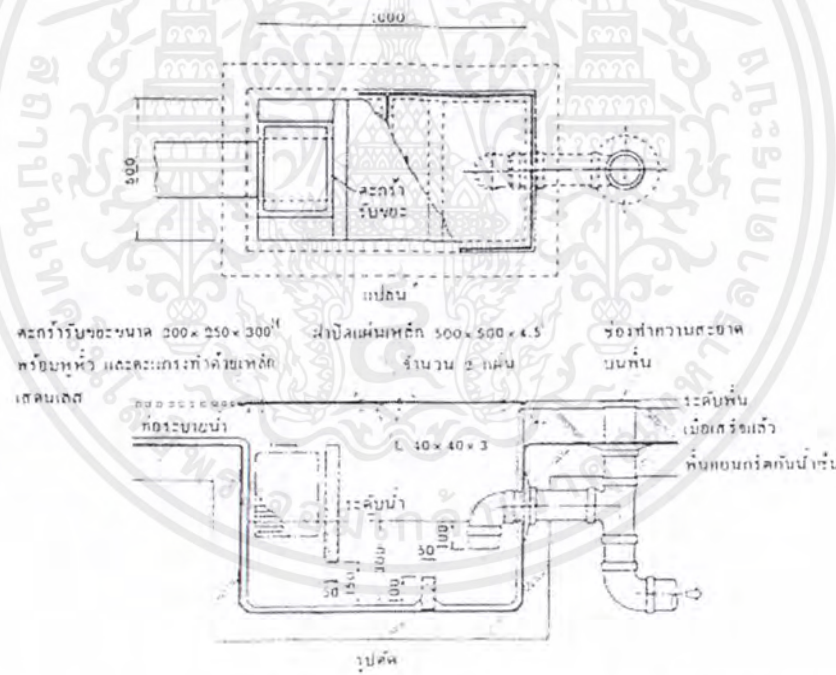 1000
500
ตะกร้า
รับขยะ
แปลน
ตะกร้ารับขยะขนาด 200 x 250 x 300
พร้อมหูหิ้ว และตะแกรงทำด้วยเหล็ก
เสตนเลส
ฝาปิดแผ่นเหล็ก 500 x 500 x 4.5
จำนวน 2 แผ่น
ช่องทำความสะอาด
บนพื้น
ท่อระบายน้ำ
L 40 x 40 x 3
ระดับพื้น
เมื่อเสร็จแล้ว
พื้นคอนกรีตกันน้ำซึม
ระดับน้ำ
50
150
300
100
50
100
รูปตัด